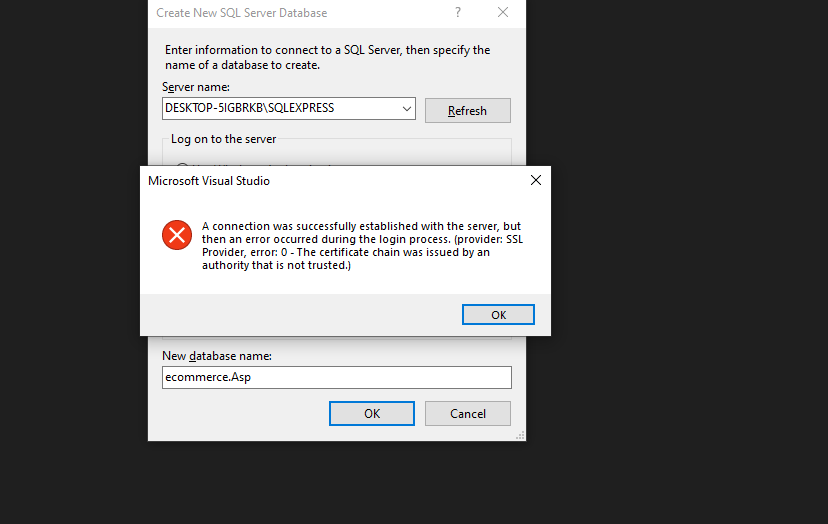 Create New SQL Server Database
?
Enter information to connect to a SQL Server, then specify the
name of a database to create.
Server name:
DESKTOP-5IGBRKB\SQLEXPRESS
Refresh
Log on to the server
Microsoft Visual Studio
A connection was successfully established with the server, but
then an error occurred during the login process. (provider: SSL
Provider, error: 0 - The certificate chain was issued by an
authority that is not trusted.)
OK
New database name:
ecommerce.Asp
OK
Cancel